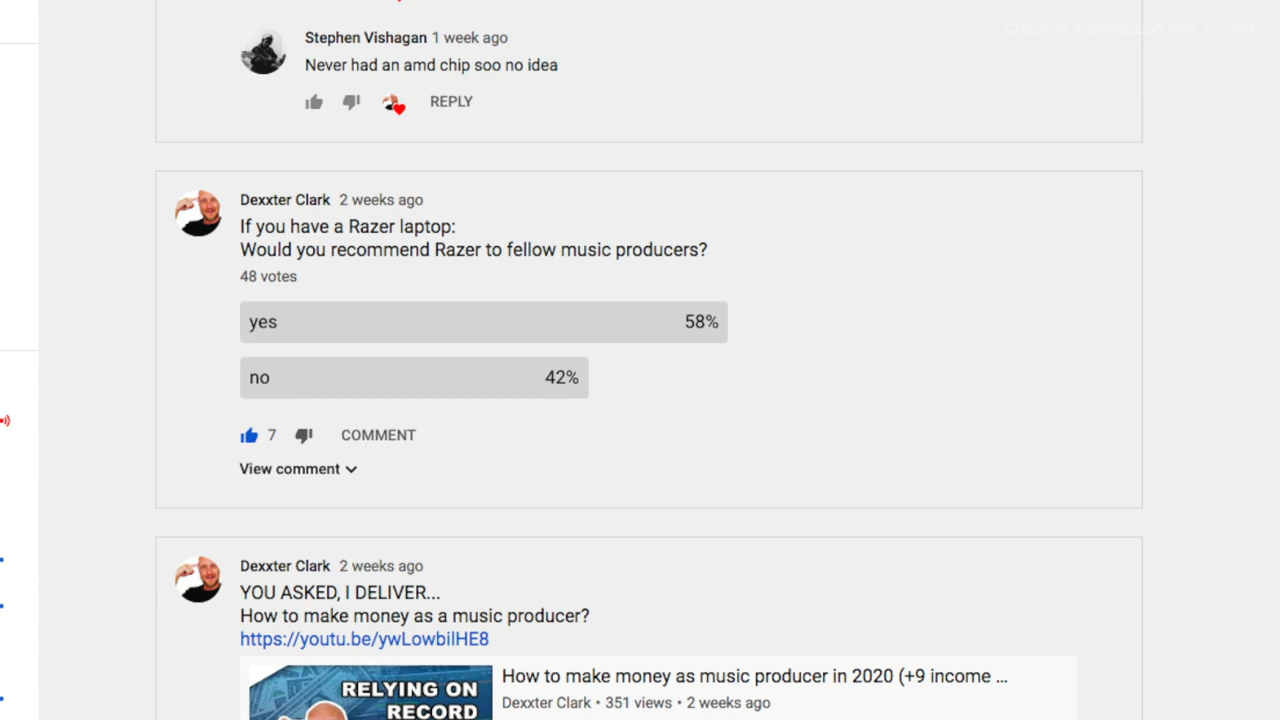 DEXXTERCLARK.COM
Stephen Vishagan 1 week ago
Never had an amd chip soo no idea
REPLY
Dexxter Clark 2 weeks ago
If you have a Razer laptop:
Would you recommend Razer to fellow music producers?
48 votes
yes 58%
no 42%
7 COMMENT
View comment
Dexxter Clark 2 weeks ago
YOU ASKED, I DELIVER...
How to make money as a music producer?
https://youtu.be/ywLowbilHE8
How to make money as music producer in 2020 (+9 income ...
Dexxter Clark • 351 views • 2 weeks ago
RELYING ON
RECORD